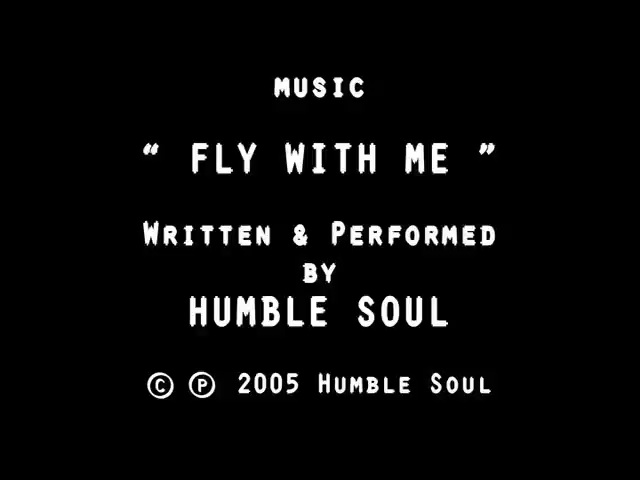 MUSIC
“ FLY WITH ME ”
WRITTEN & PERFORMED
BY
HUMBLE SOUL
© ℗ 2005 HUMBLE SOUL